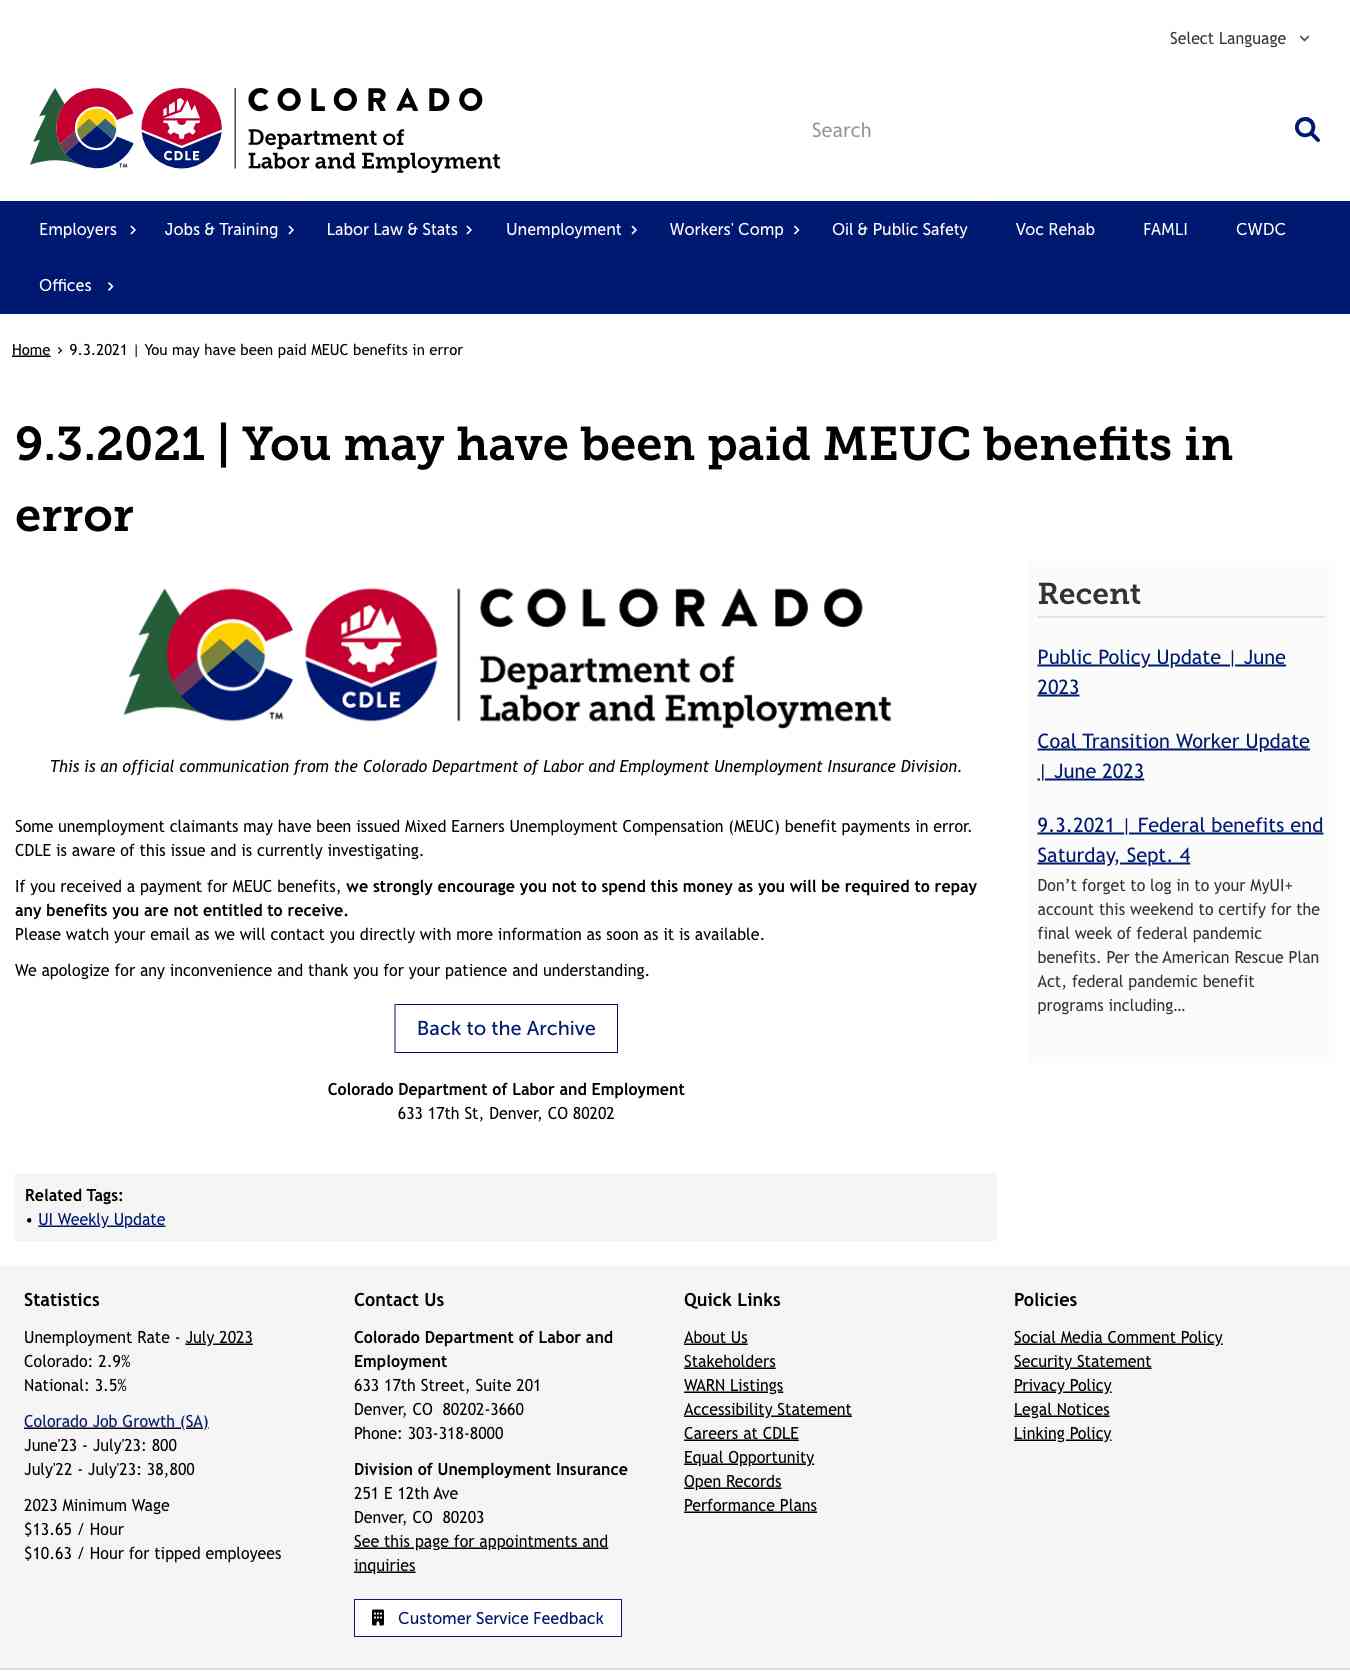 Select Language
COLORADO
Department of
Labor and Employment
CDLE
TM
Search
Employers
Jobs & Training
Labor Law & Stats
Unemployment
Workers' Comp
Oil & Public Safety
Voc Rehab
FAMLI
CWDC
Offices
Home › 9.3.2021 | You may have been paid MEUC benefits in error
9.3.2021 | You may have been paid MEUC benefits in
error
COLORADO
Department of
Labor and Employment
CDLE
TM
This is an official communication from the Colorado Department of Labor and Employment Unemployment Insurance Division.
Some unemployment claimants may have been issued Mixed Earners Unemployment Compensation (MEUC) benefit payments in error.
CDLE is aware of this issue and is currently investigating.
If you received a payment for MEUC benefits, we strongly encourage you not to spend this money as you will be required to repay
any benefits you are not entitled to receive.
Please watch your email as we will contact you directly with more information as soon as it is available.
We apologize for any inconvenience and thank you for your patience and understanding.
Back to the Archive
Colorado Department of Labor and Employment
633 17th St, Denver, CO 80202
Related Tags:
• UI Weekly Update
Recent
Public Policy Update | June
2023
Coal Transition Worker Update
| June 2023
9.3.2021 | Federal benefits end
Saturday, Sept. 4
Don’t forget to log in to your MyUI+
account this weekend to certify for the
final week of federal pandemic
benefits. Per the American Rescue Plan
Act, federal pandemic benefit
programs including…
Statistics
Unemployment Rate - July 2023
Colorado: 2.9%
National: 3.5%
Colorado Job Growth (SA)
June'23 - July'23: 800
July'22 - July'23: 38,800
2023 Minimum Wage
$13.65 / Hour
$10.63 / Hour for tipped employees
Contact Us
Colorado Department of Labor and
Employment
633 17th Street, Suite 201
Denver, CO  80202-3660
Phone: 303-318-8000
Division of Unemployment Insurance
251 E 12th Ave
Denver, CO  80203
See this page for appointments and
inquiries
Customer Service Feedback
Quick Links
About Us
Stakeholders
WARN Listings
Accessibility Statement
Careers at CDLE
Equal Opportunity
Open Records
Performance Plans
Policies
Social Media Comment Policy
Security Statement
Privacy Policy
Legal Notices
Linking Policy